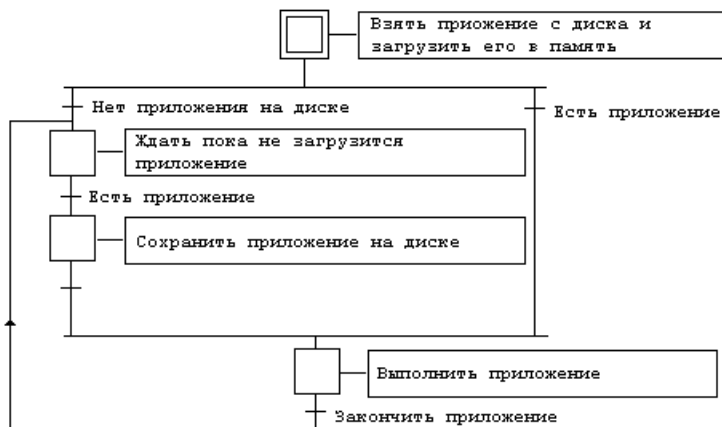 Взять приожение с диска и
загрузить его в память
Нет приложения на диске
Есть приложение
Ждать пока не загрузится
приложение
Есть приложение
Сохранить приложение на диске
Выполнить приложение
Закончить приложение